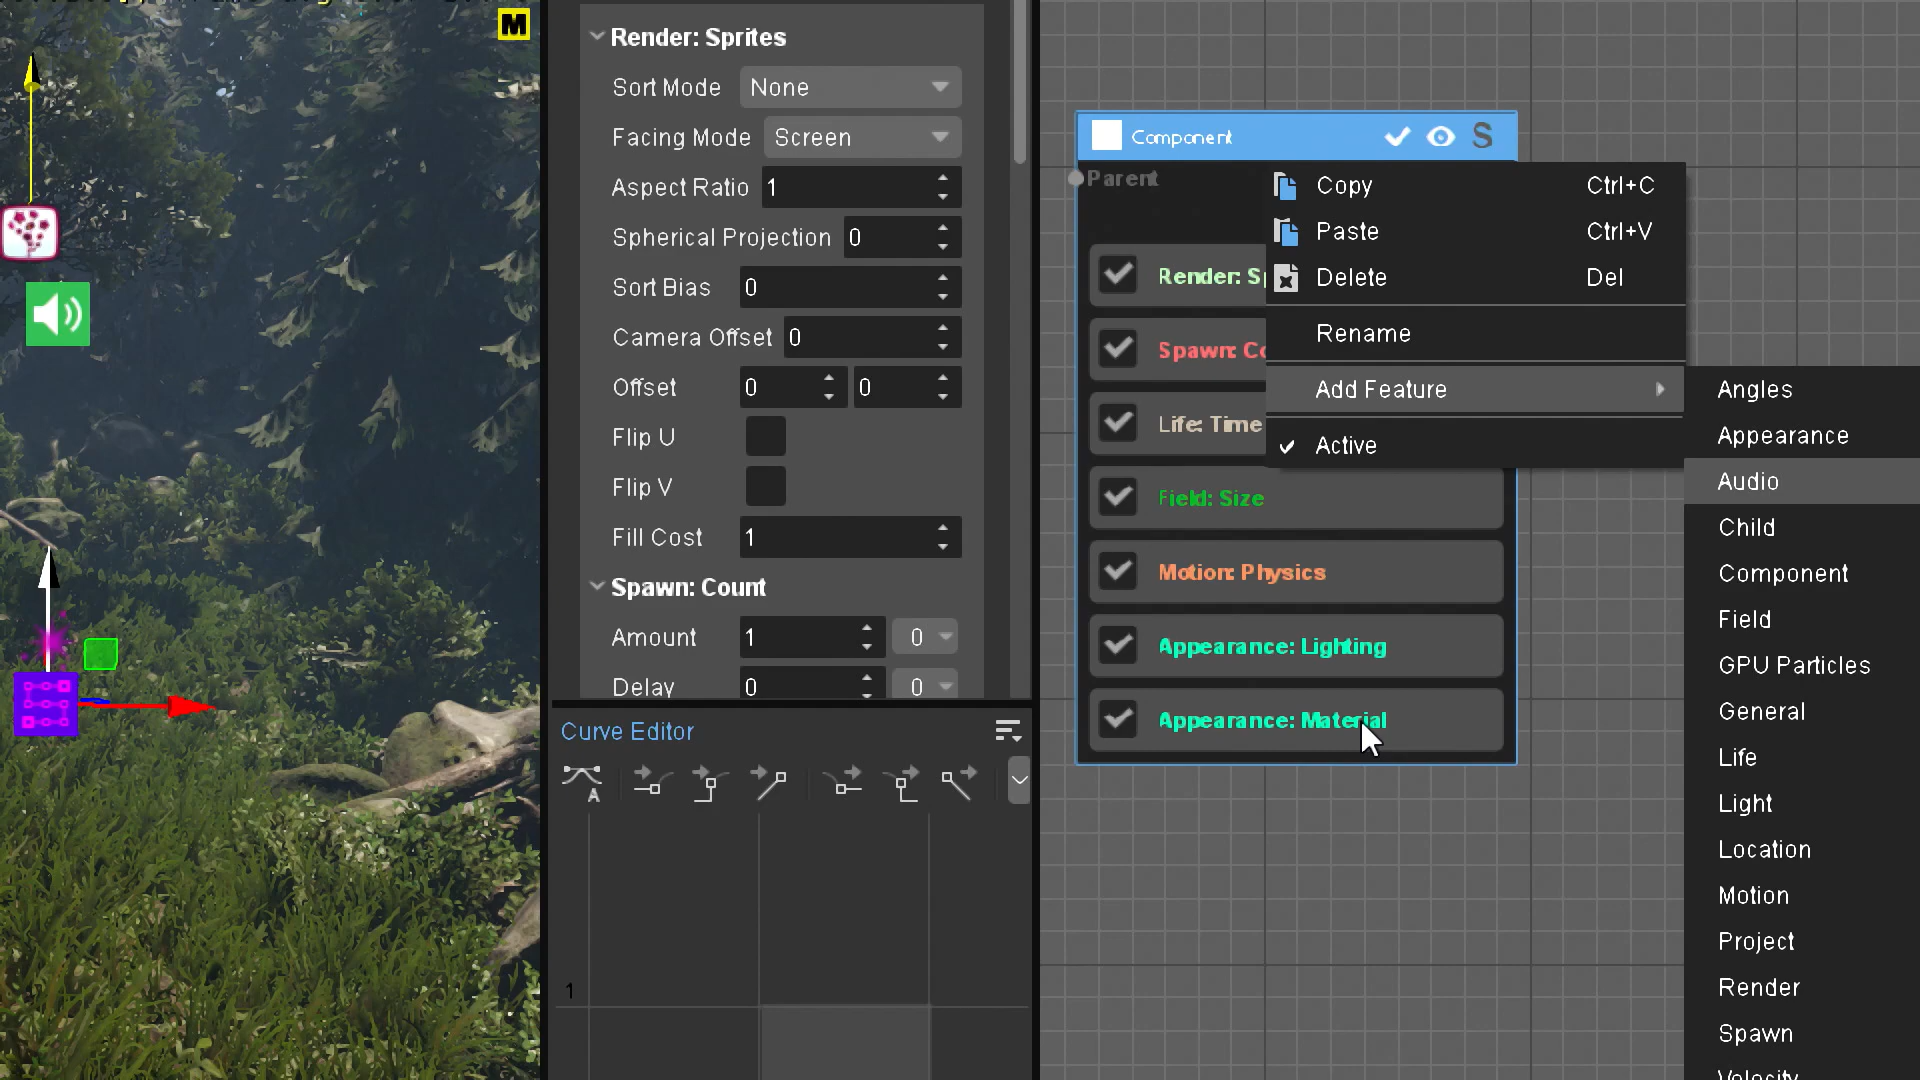 M
Render: Sprites
Sort Mode None
Facing Mode Screen
Aspect Ratio 1
Spherical Projection 0
Sort Bias 0
Camera Offset 0
Offset 0 0
Flip U
Flip V
Fill Cost 1
Spawn: Count
Amount 1 0
Delay 0 0
Curve Editor
A
1
Component S
Parent
Render: Sp
Spawn: Co
Life: Time
Field: Size
Motion: Physics
Appearance: Lighting
Appearance: Material
Copy Ctrl+C
Paste Ctrl+V
Delete Del
Rename
Add Feature
Active
Angles
Appearance
Audio
Child
Component
Field
GPU Particles
General
Life
Light
Location
Motion
Project
Render
Spawn
Velocity